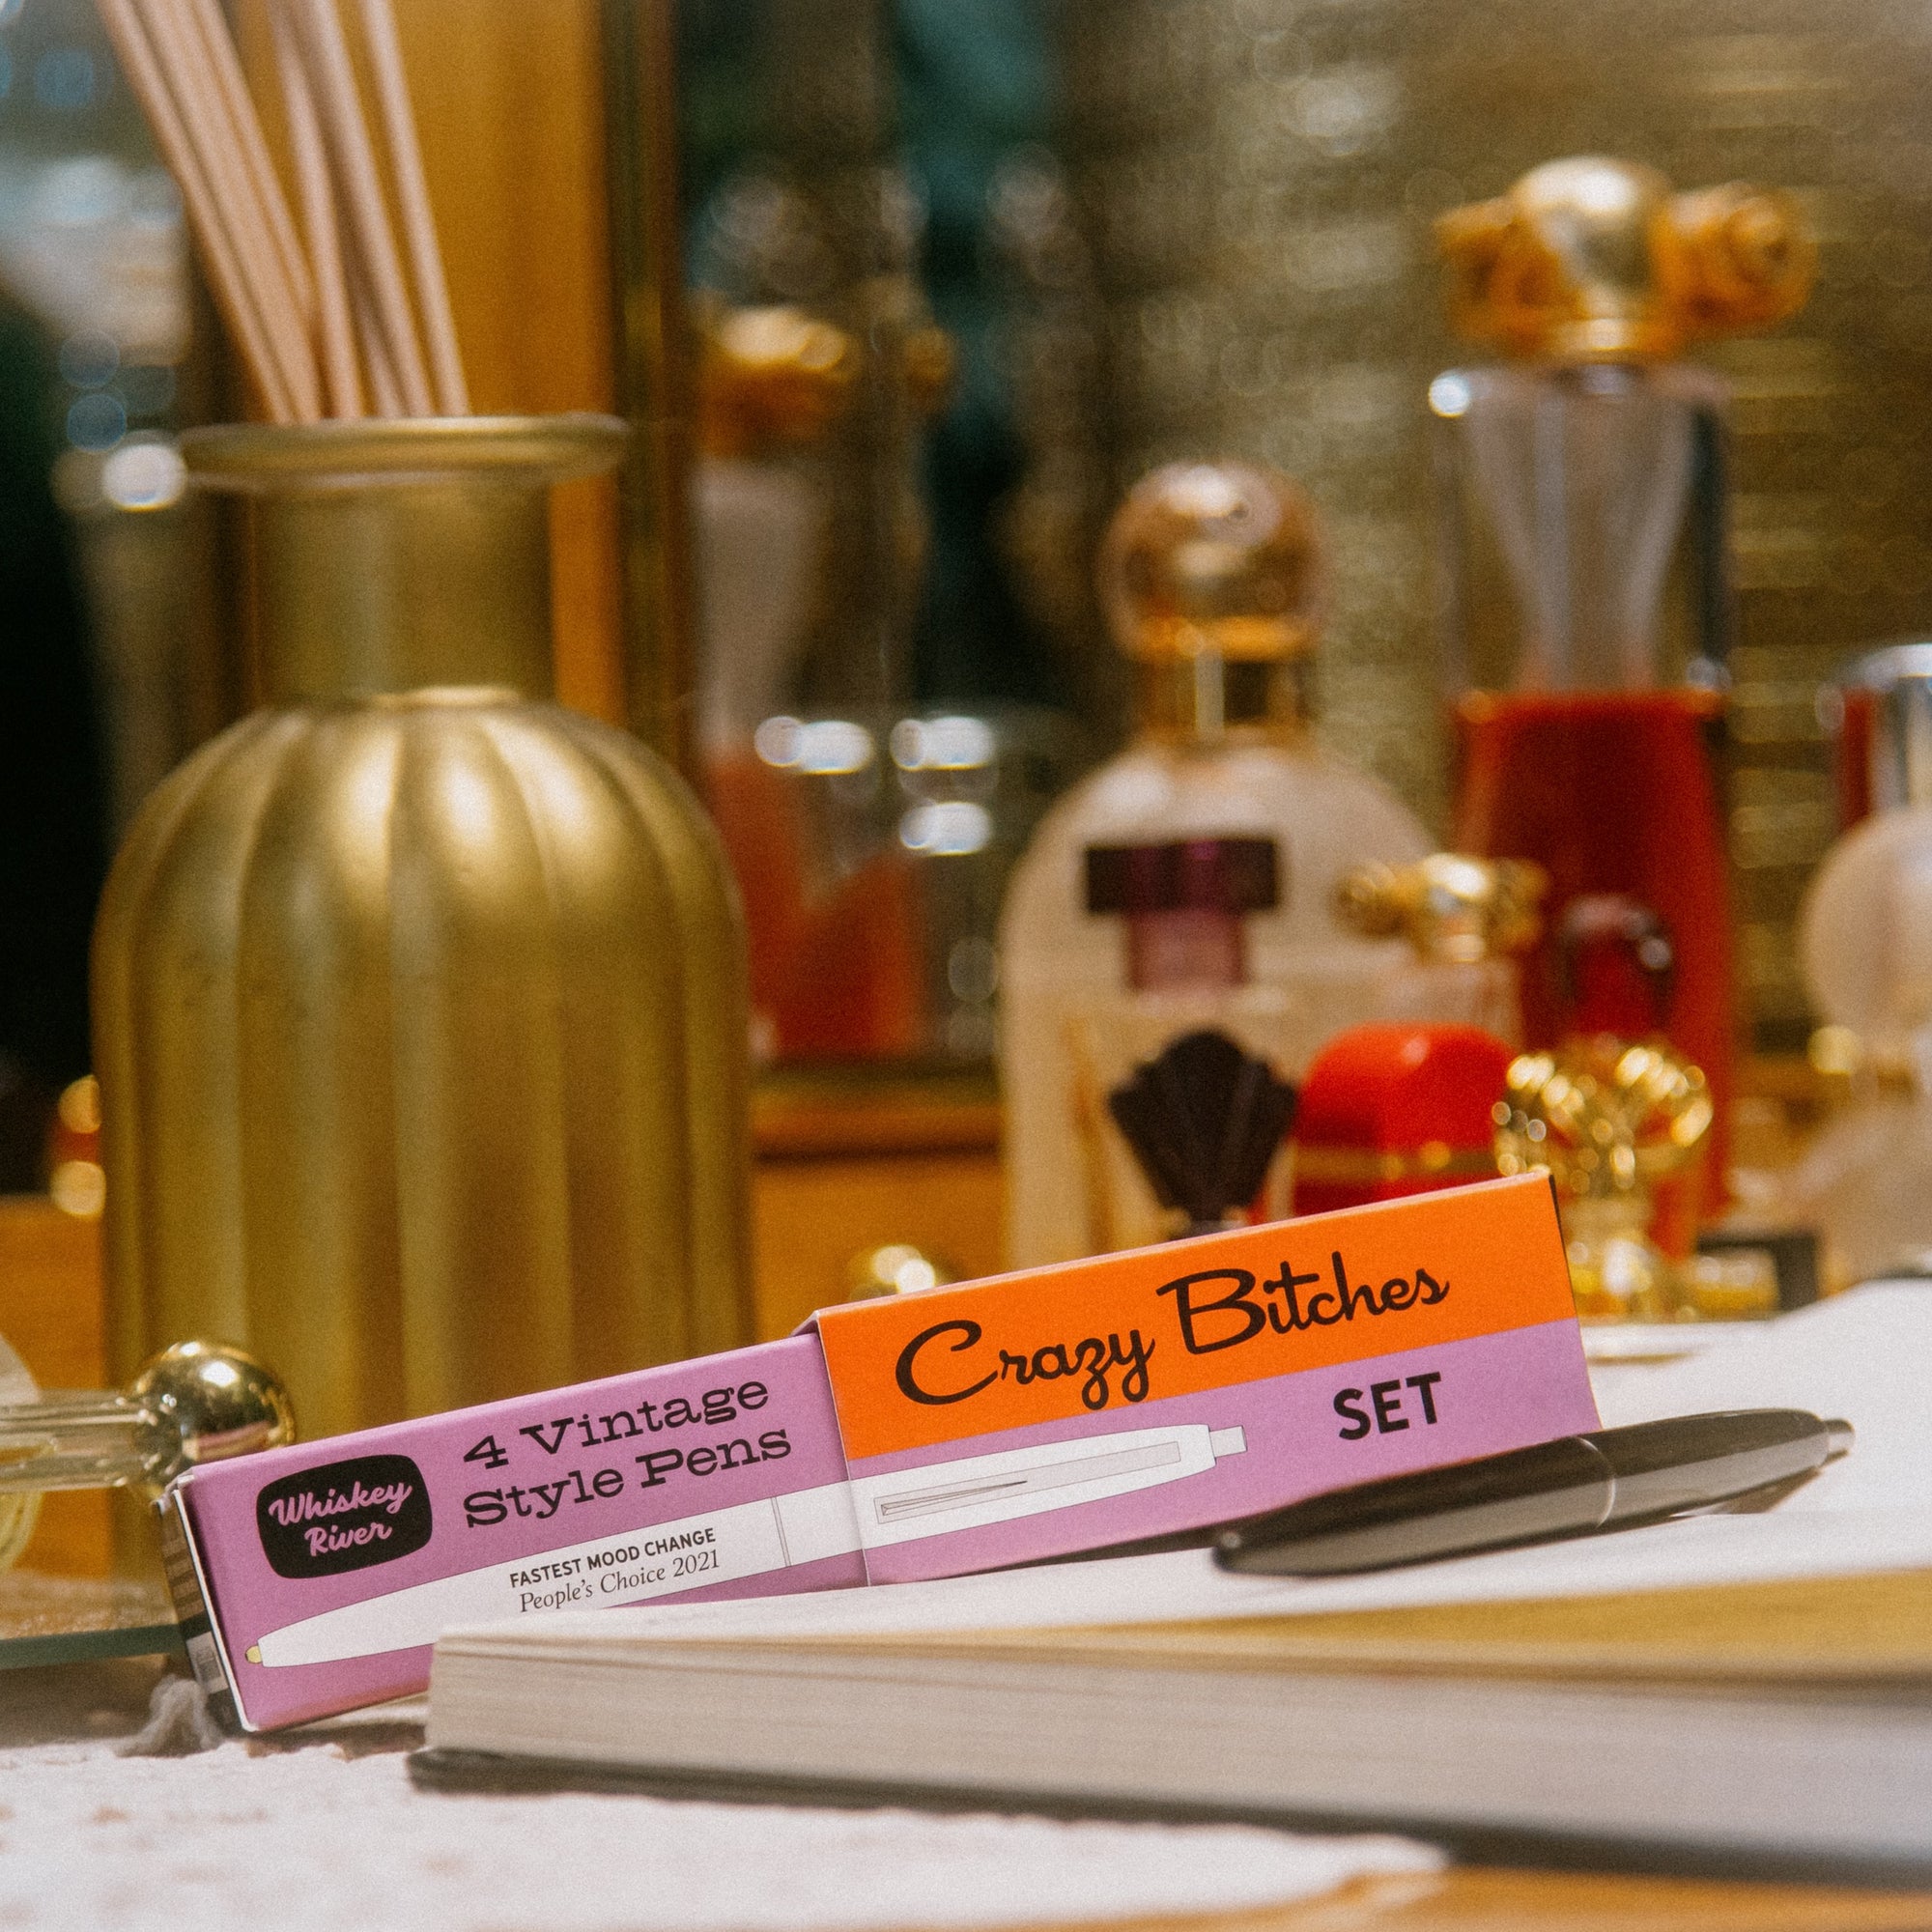 Whiskey
River
4 Vintage
Style Pens
FASTEST MOOD CHANGE
People's Choice 2021
Crazy Bitches
SET